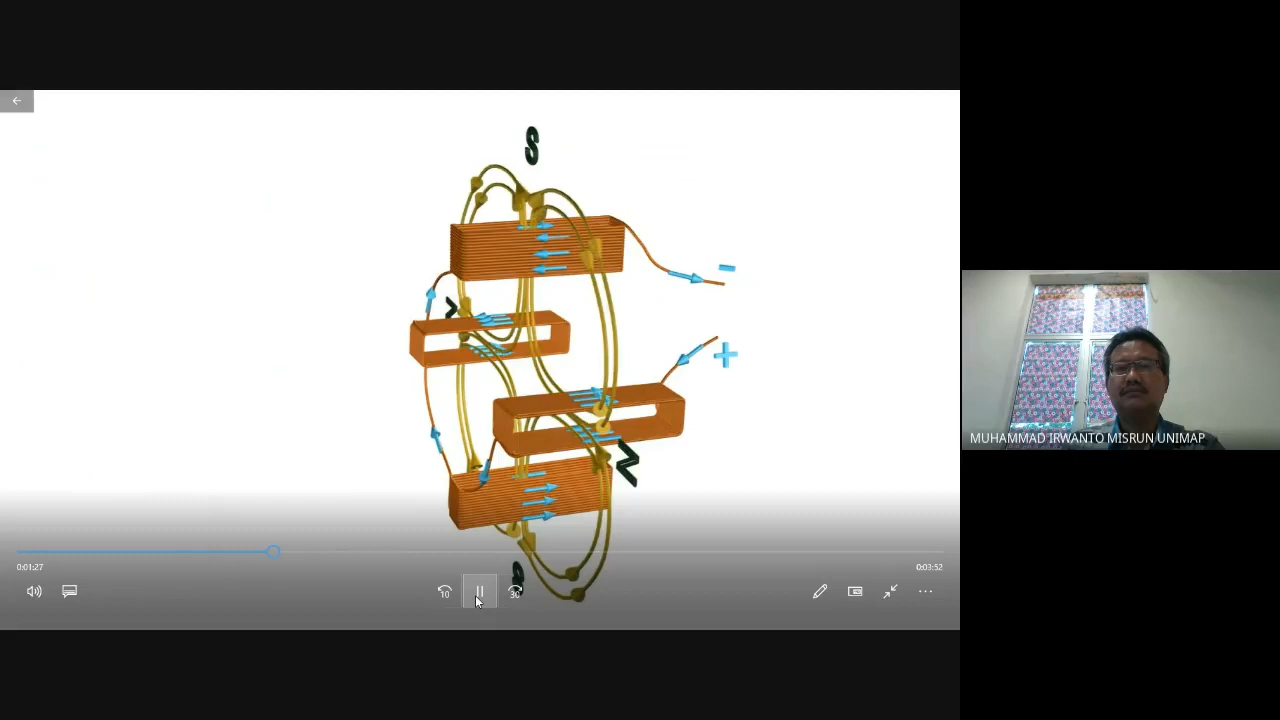 S
-
N
+
N
S
0:01:27
0:03:52
10
30
MUHAMMAD IRWANTO MISRUN UNIMAP